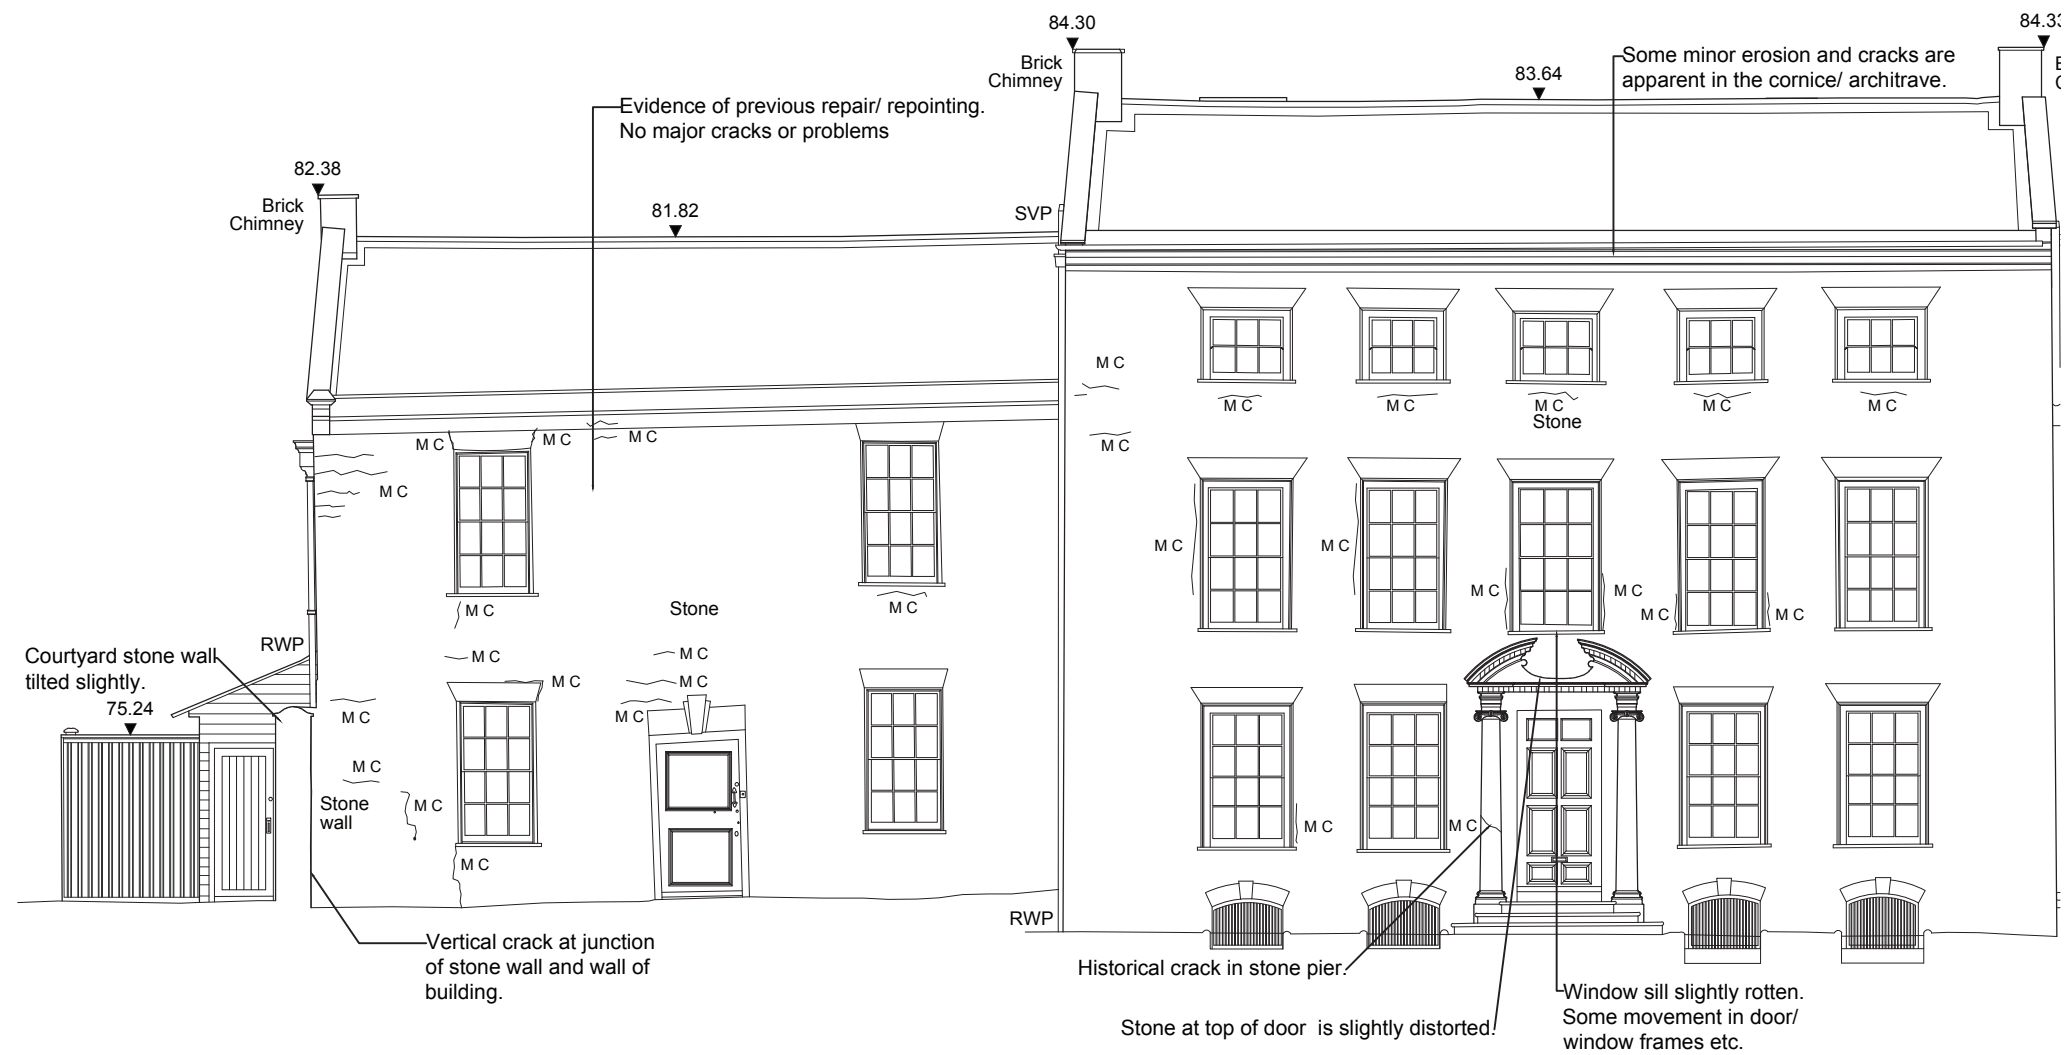 84.30
84.33
Brick
Chimney
Some minor erosion and cracks are
apparent in the cornice/ architrave.
83.64
Evidence of previous repair/ repointing.
No major cracks or problems
82.38
Brick
Chimney
81.82
SVP
M C
M C
M C
M C
M C
M C
Stone
M C
M C
M C
M C
M C
M C
M C
M C
M C
M C
M C
M C
M C
M C
Stone
RWP
Courtyard stone wall
tilted slightly.
75.24
M C
M C
M C
M C
M C
M C
M C
Stone
wall
M C
M C
M C
M C
RWP
Vertical crack at junction
of stone wall and wall of
building.
Historical crack in stone pier.
Stone at top of door is slightly distorted.
Window sill slightly rotten.
Some movement in door/
window frames etc.